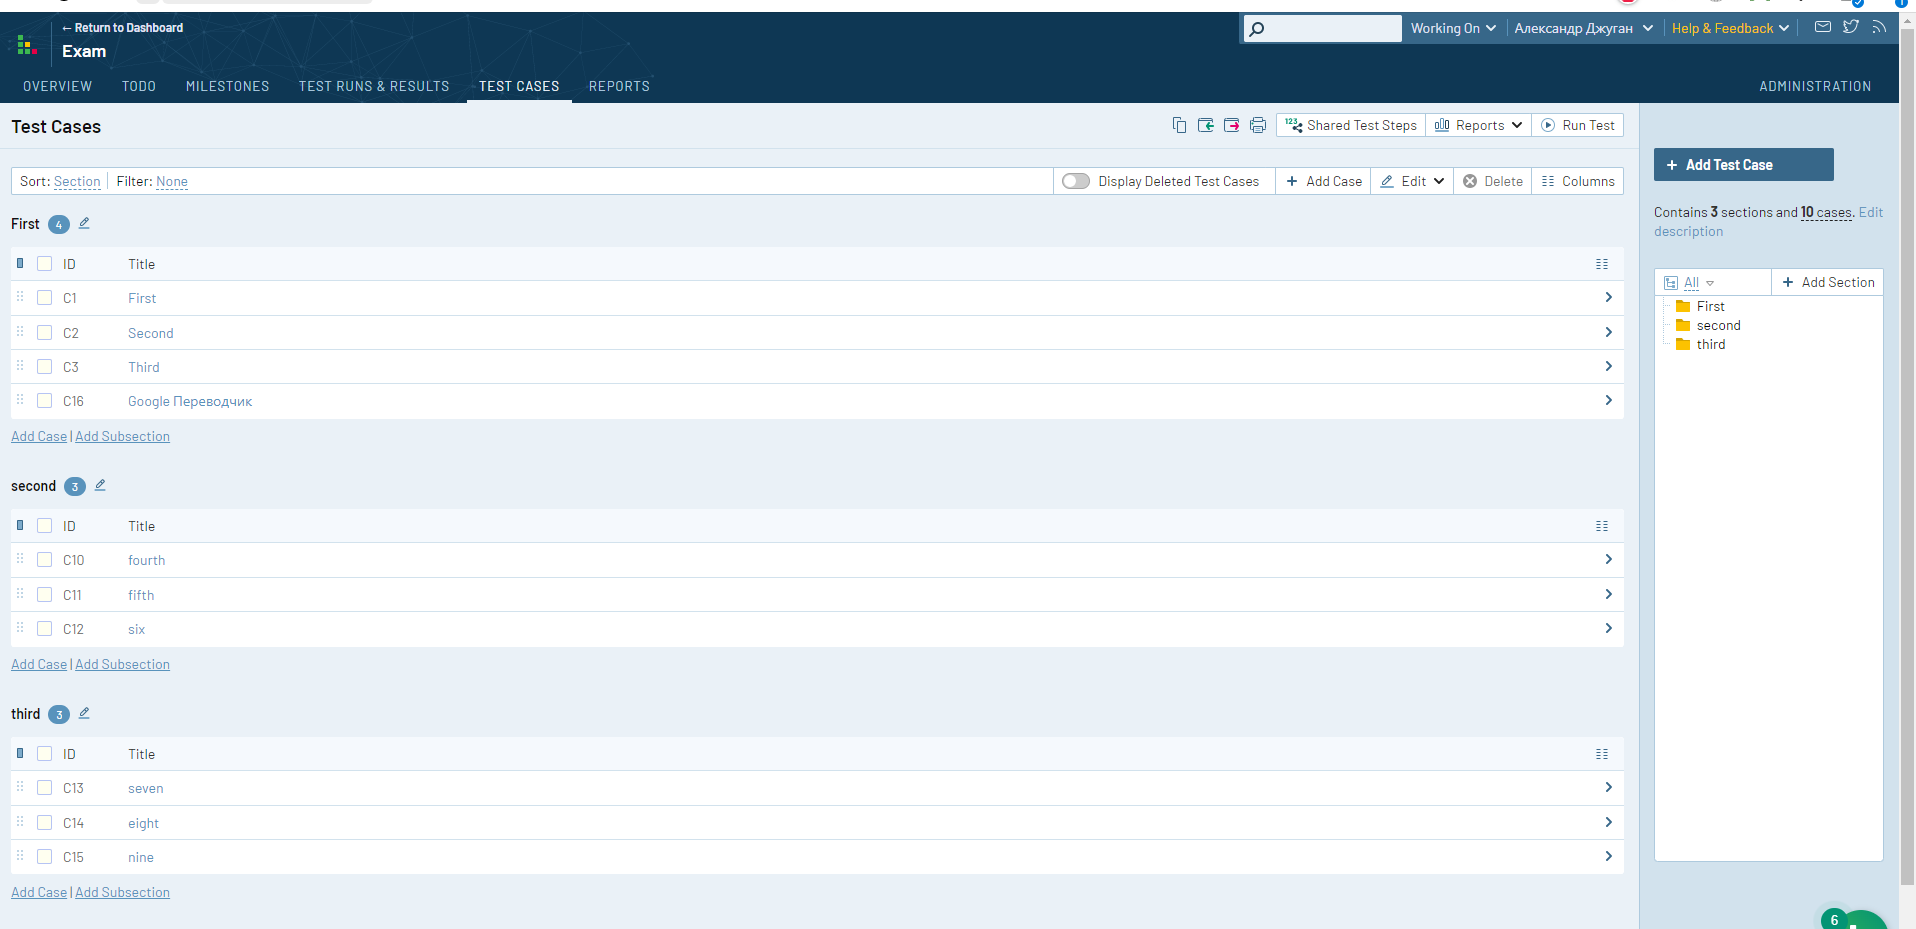 ← Return to Dashboard
Exam
Working On
Александр Джуган
Help & Feedback
OVERVIEW TODO MILESTONES TEST RUNS & RESULTS TEST CASES REPORTS ADMINISTRATION
Test Cases
123 Shared Test Steps Reports Run Test
+ Add Test Case
Sort: Section Filter: None Display Deleted Test Cases + Add Case Edit Delete Columns
Contains 3 sections and 10 cases. Edit
description
All + Add Section
First
second
third
First 4
ID Title
C1 First
C2 Second
C3 Third
C16 Google Переводчик
Add Case | Add Subsection
second 3
ID Title
C10 fourth
C11 fifth
C12 six
Add Case | Add Subsection
third 3
ID Title
C13 seven
C14 eight
C15 nine
Add Case | Add Subsection
6